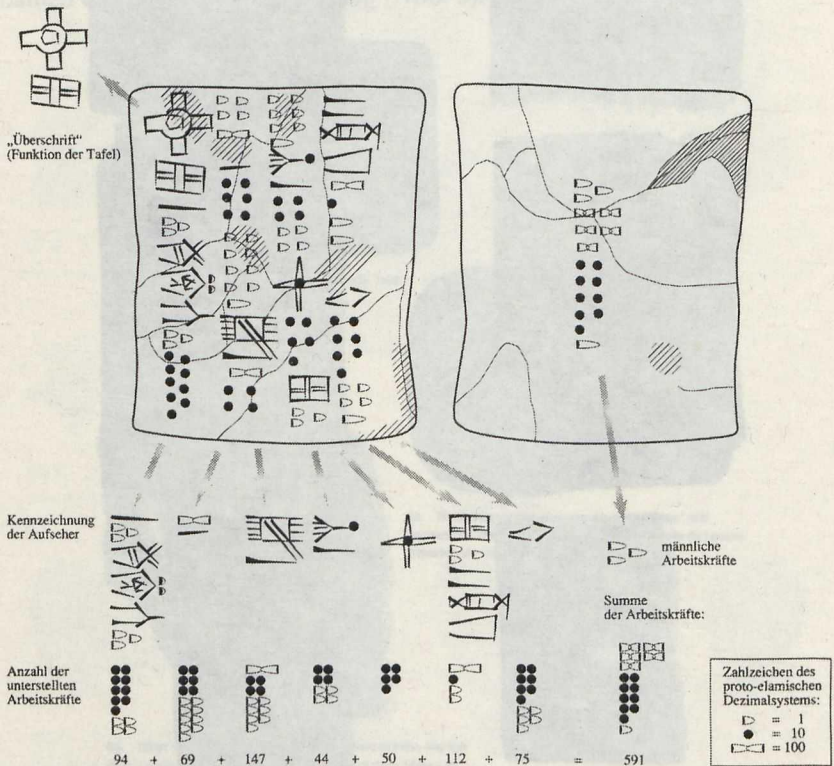 „Überschrift“
(Funktion der Tafel)
Kennzeichnung
der Aufseher
männliche
Arbeitskräfte
Summe
der Arbeitskräfte:
Anzahl der
unterstellten
Arbeitskräfte
Zahlzeichen des
proto-elamischen
Dezimalsystems:
= 1
= 10
= 100
94 + 69 + 147 + 44 + 50 + 112 + 75 = 591